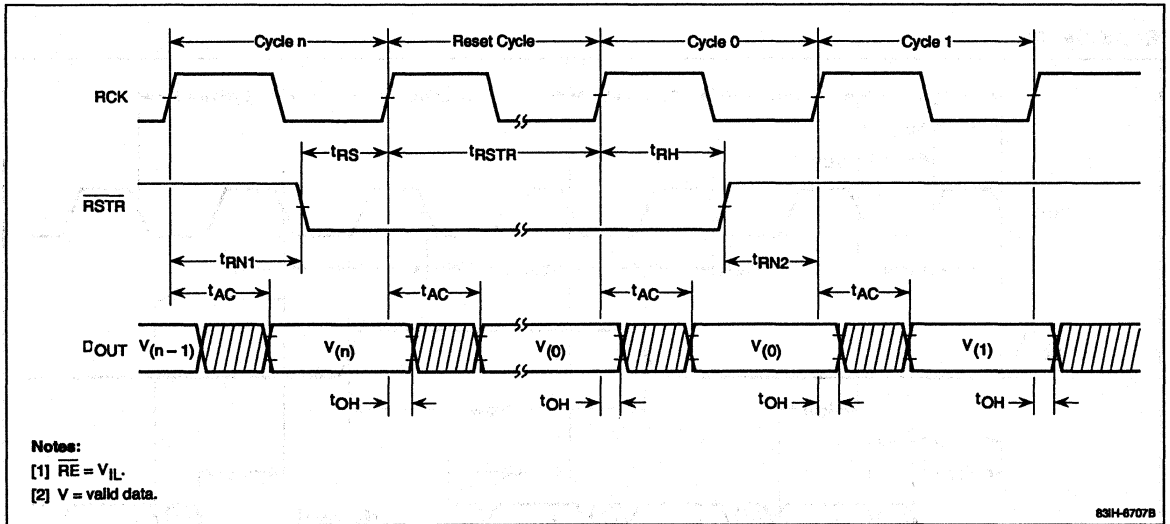 Cycle n Reset Cycle Cycle 0 Cycle 1
RCK
tRS tRSTR tRH
RSTR
tRN1 tRN2
tAC tAC tAC tAC
DOUT V(n – 1) V(n) V(0) V(0) V(1)
tOH tOH tOH tOH
Notes:
[1] RE = VIL.
[2] V = valid data.
83IH-6707B